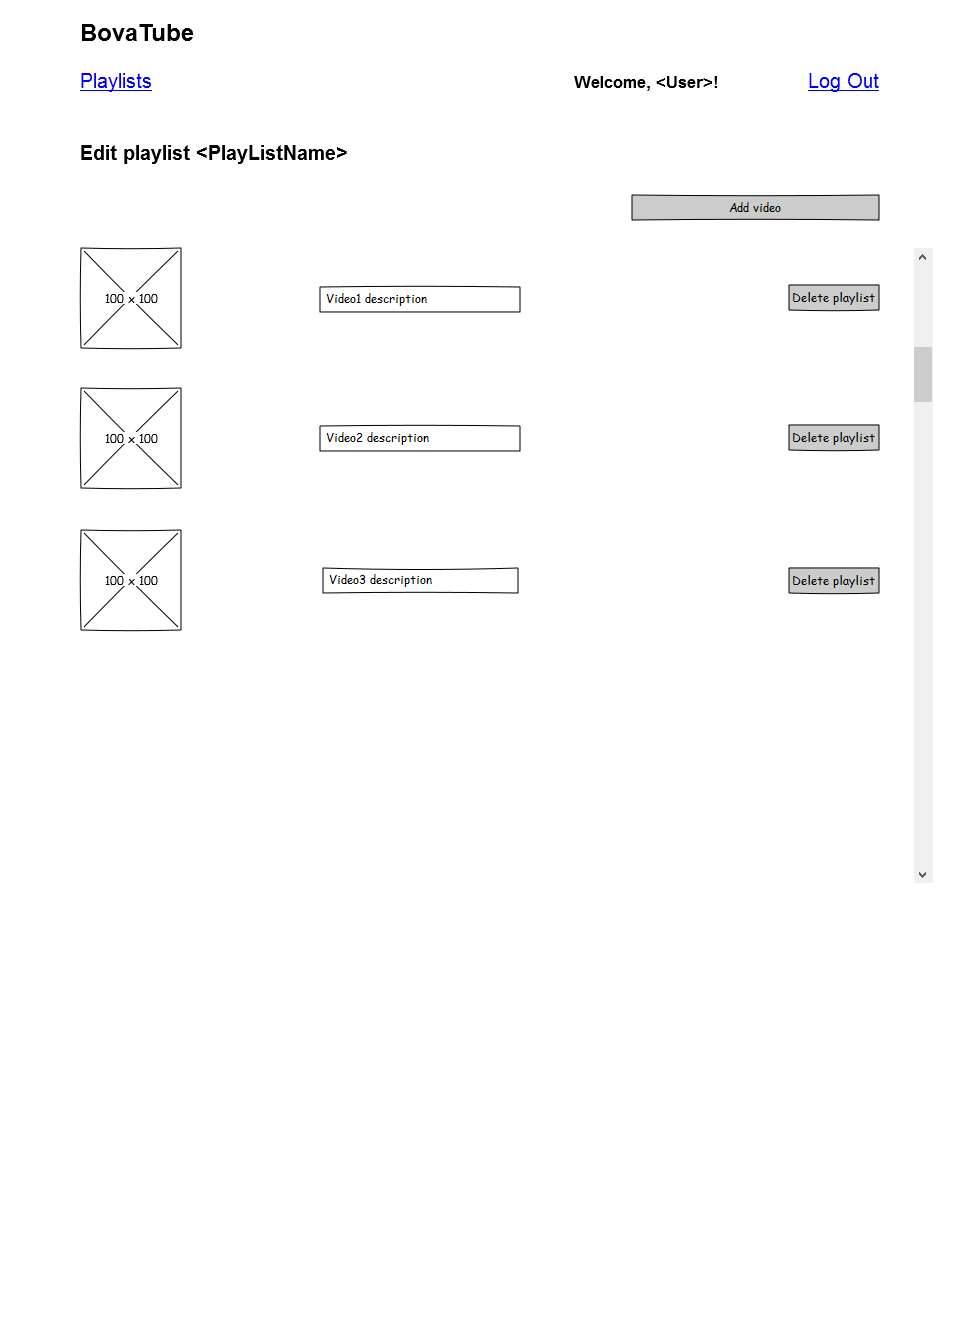 BovaTube
Playlists Welcome, <User>! Log Out
Edit playlist <PlayListName>
Add video
100 x 100 Video1 description Delete playlist
100 x 100 Video2 description Delete playlist
100 x 100 Video3 description Delete playlist